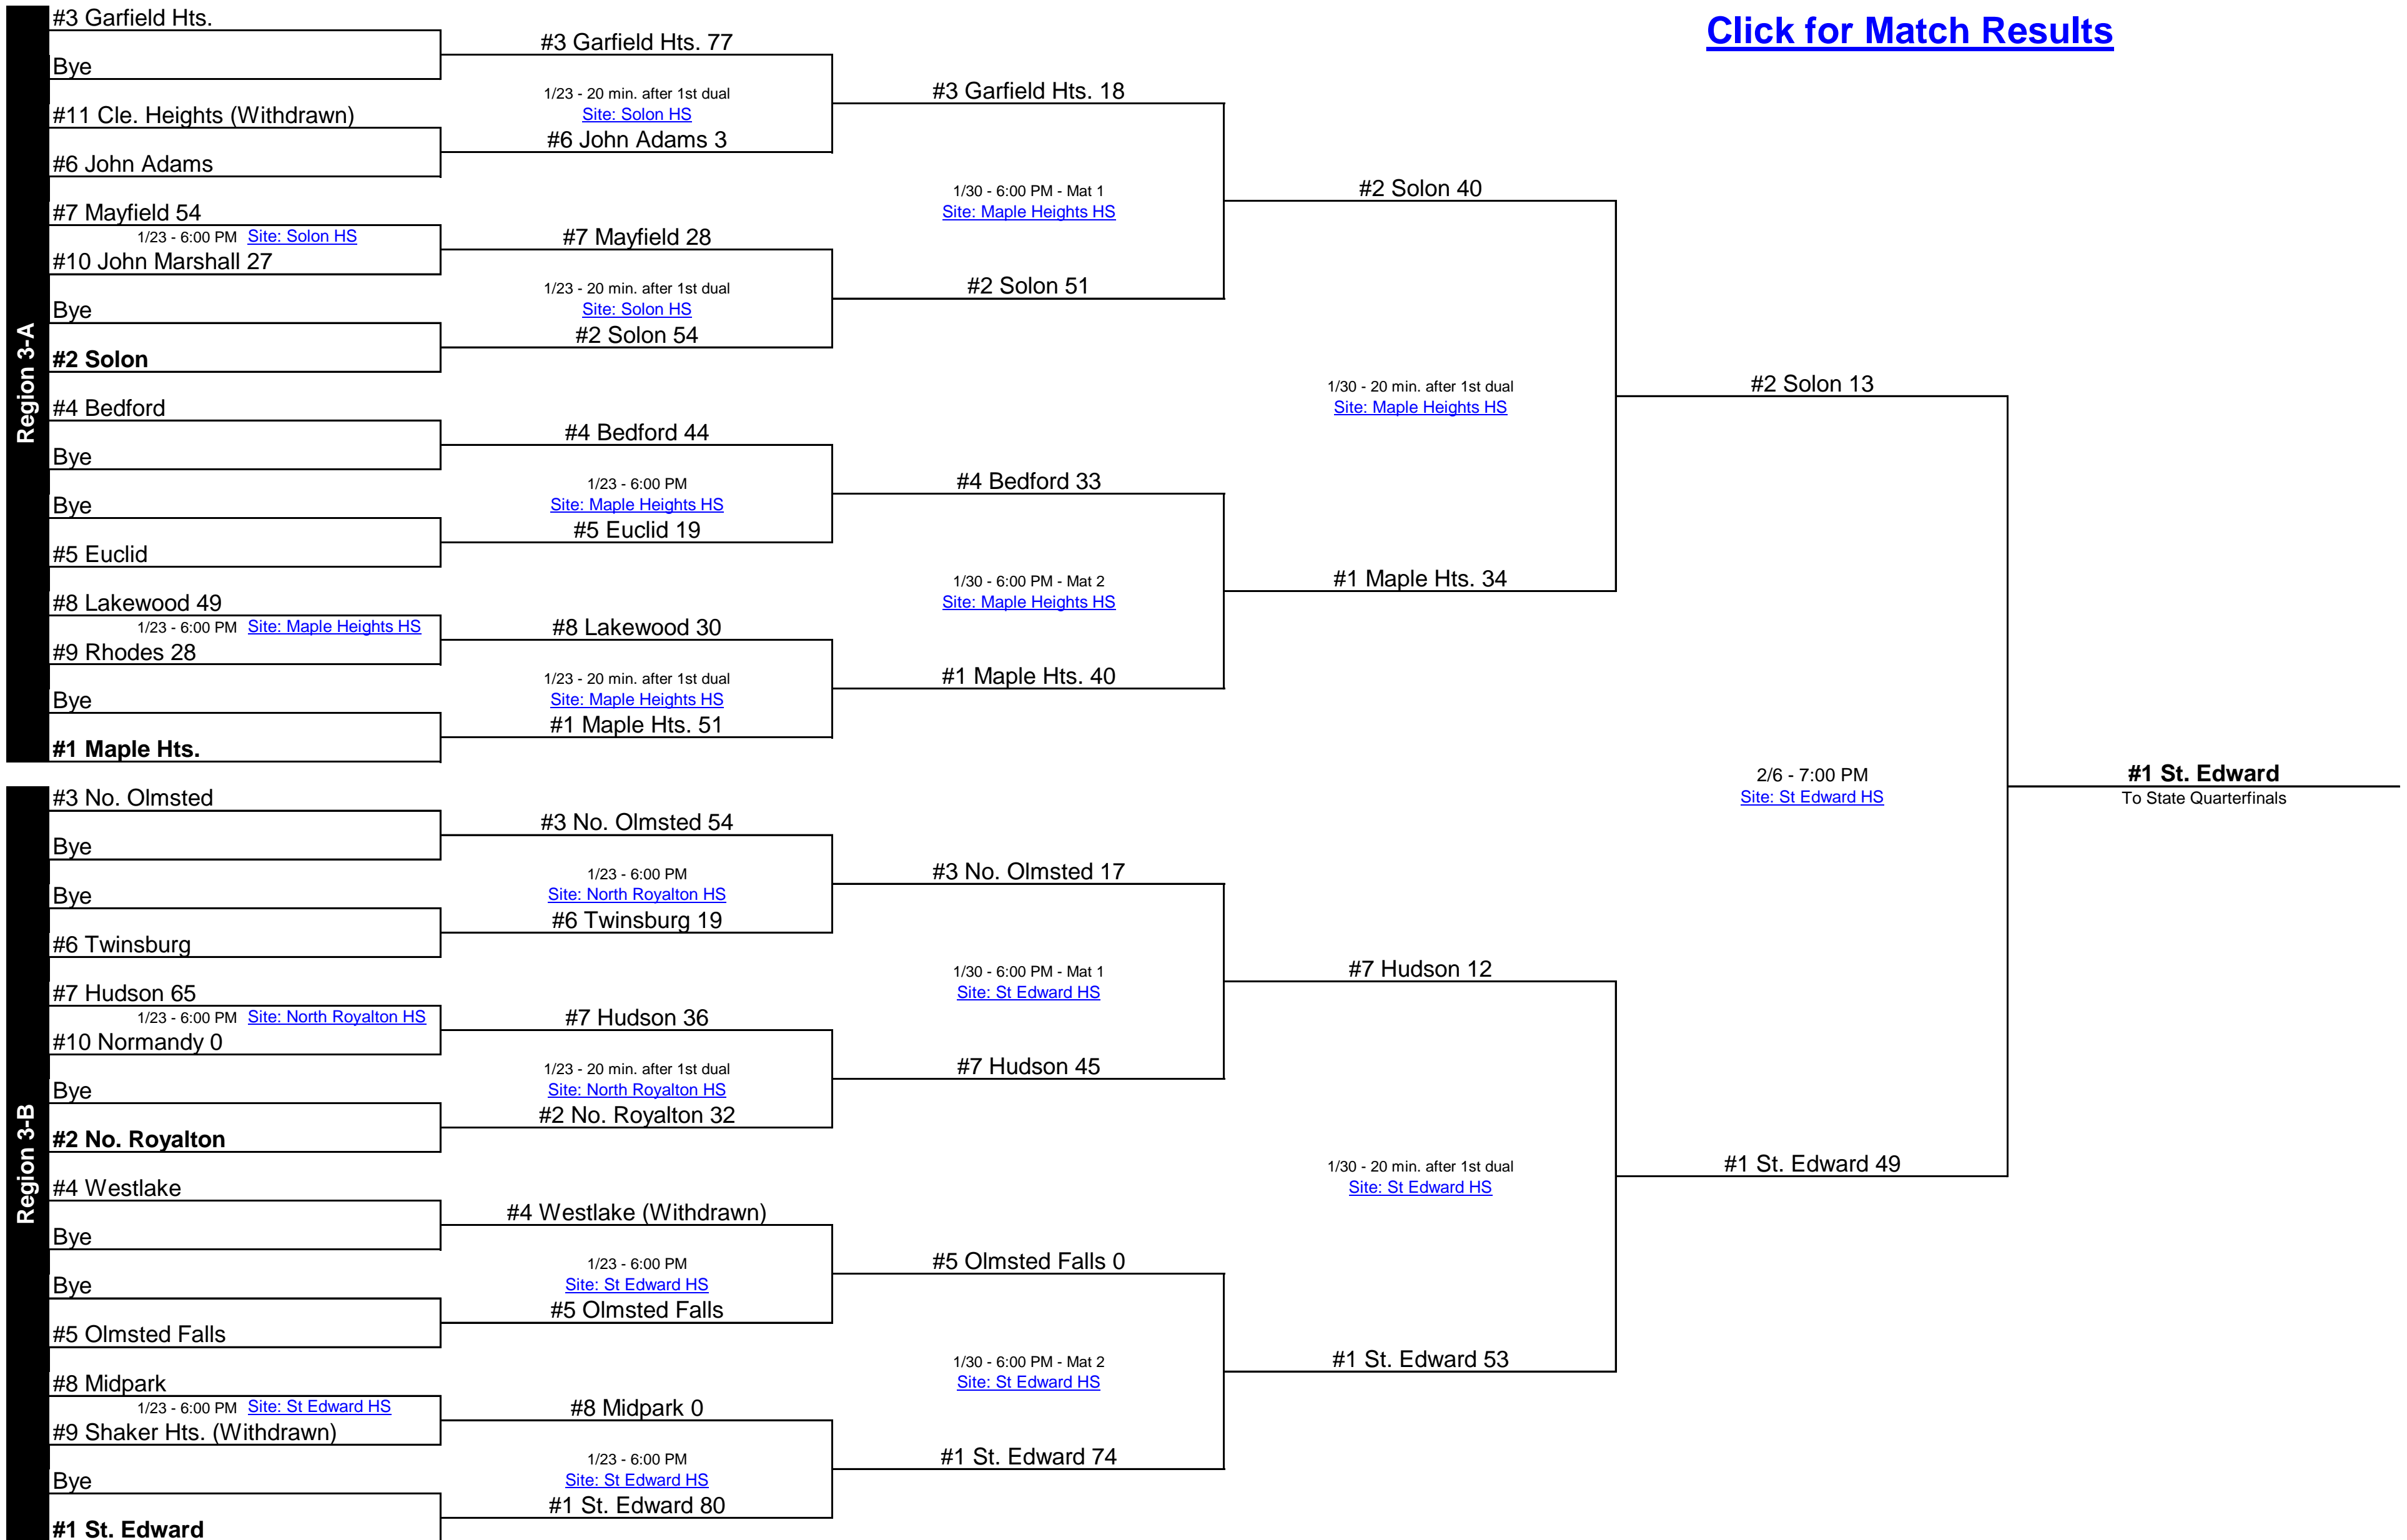 Click for Match Results
Region 3-A
#3 Garfield Hts.
Bye
#11 Cle. Heights (Withdrawn)
#6 John Adams
#7 Mayfield 54
1/23 - 6:00 PM Site: Solon HS
#10 John Marshall 27
Bye
#2 Solon
#4 Bedford
Bye
Bye
#5 Euclid
#8 Lakewood 49
1/23 - 6:00 PM Site: Maple Heights HS
#9 Rhodes 28
Bye
#1 Maple Hts.
#3 Garfield Hts. 77
1/23 - 20 min. after 1st dual
Site: Solon HS
#6 John Adams 3
#7 Mayfield 28
1/23 - 20 min. after 1st dual
Site: Solon HS
#2 Solon 54
#4 Bedford 44
1/23 - 6:00 PM
Site: Maple Heights HS
#5 Euclid 19
#8 Lakewood 30
1/23 - 20 min. after 1st dual
Site: Maple Heights HS
#1 Maple Hts. 51
#3 Garfield Hts. 18
1/30 - 6:00 PM - Mat 1
Site: Maple Heights HS
#2 Solon 51
#4 Bedford 33
1/30 - 6:00 PM - Mat 2
Site: Maple Heights HS
#1 Maple Hts. 40
#2 Solon 40
1/30 - 20 min. after 1st dual
Site: Maple Heights HS
#1 Maple Hts. 34
#2 Solon 13
Region 3-B
#3 No. Olmsted
Bye
Bye
#6 Twinsburg
#7 Hudson 65
1/23 - 6:00 PM Site: North Royalton HS
#10 Normandy 0
Bye
#2 No. Royalton
#4 Westlake
Bye
Bye
#5 Olmsted Falls
#8 Midpark
1/23 - 6:00 PM Site: St Edward HS
#9 Shaker Hts. (Withdrawn)
Bye
#1 St. Edward
#3 No. Olmsted 54
1/23 - 6:00 PM
Site: North Royalton HS
#6 Twinsburg 19
#7 Hudson 36
1/23 - 20 min. after 1st dual
Site: North Royalton HS
#2 No. Royalton 32
#4 Westlake (Withdrawn)
1/23 - 6:00 PM
Site: St Edward HS
#5 Olmsted Falls
#8 Midpark 0
1/23 - 6:00 PM
Site: St Edward HS
#1 St. Edward 80
#3 No. Olmsted 17
1/30 - 6:00 PM - Mat 1
Site: St Edward HS
#7 Hudson 45
#5 Olmsted Falls 0
1/30 - 6:00 PM - Mat 2
Site: St Edward HS
#1 St. Edward 74
#7 Hudson 12
1/30 - 20 min. after 1st dual
Site: St Edward HS
#1 St. Edward 53
#1 St. Edward 49
2/6 - 7:00 PM
Site: St Edward HS
#1 St. Edward
To State Quarterfinals